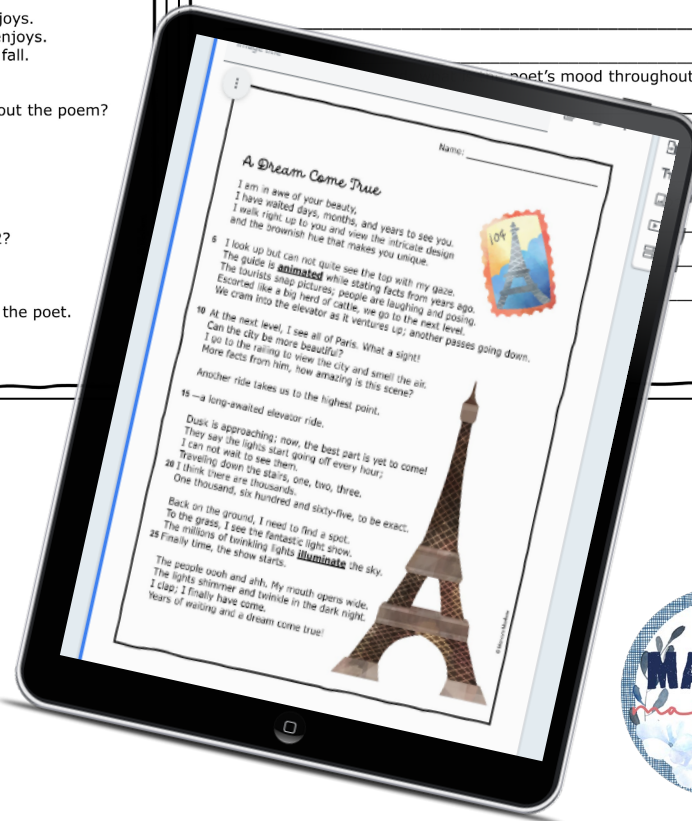 joys.
enjoys.
fall.
out the poem?
2?
the poet.
poet's mood throughout
Name:
A Dream Come True
I am in awe of your beauty,
I have waited days, months, and years to see you.
I walk right up to you and view the intricate design
and the brownish hue that makes you unique.
5 I look up but can not quite see the top with my gaze.
The guide is animated while stating facts from years ago.
The tourists snap pictures; people are laughing and posing.
Escorted like a big herd of cattle, we go to the next level.
We cram into the elevator as it ventures up; another passes going down.
10 At the next level, I see all of Paris. What a sight!
Can the city be more beautiful?
I go to the railing to view the city and smell the air.
More facts from him, how amazing is this scene?
Another ride takes us to the highest point.
15 —a long-awaited elevator ride.
Dusk is approaching; now, the best part is yet to come!
They say the lights start going off every hour;
I can not wait to see them.
Traveling down the stairs, one, two, three.
20 I think there are thousands.
One thousand, six hundred and sixty-five, to be exact.
Back on the ground, I need to find a spot.
To the grass, I see the fantastic light show.
The millions of twinkling lights illuminate the sky.
25 Finally time, the show starts.
The people oooh and ahh. My mouth opens wide.
The lights shimmer and twinkle in the dark night.
I clap; I finally have come.
Years of waiting and a dream come true!
10¢
MA
ma